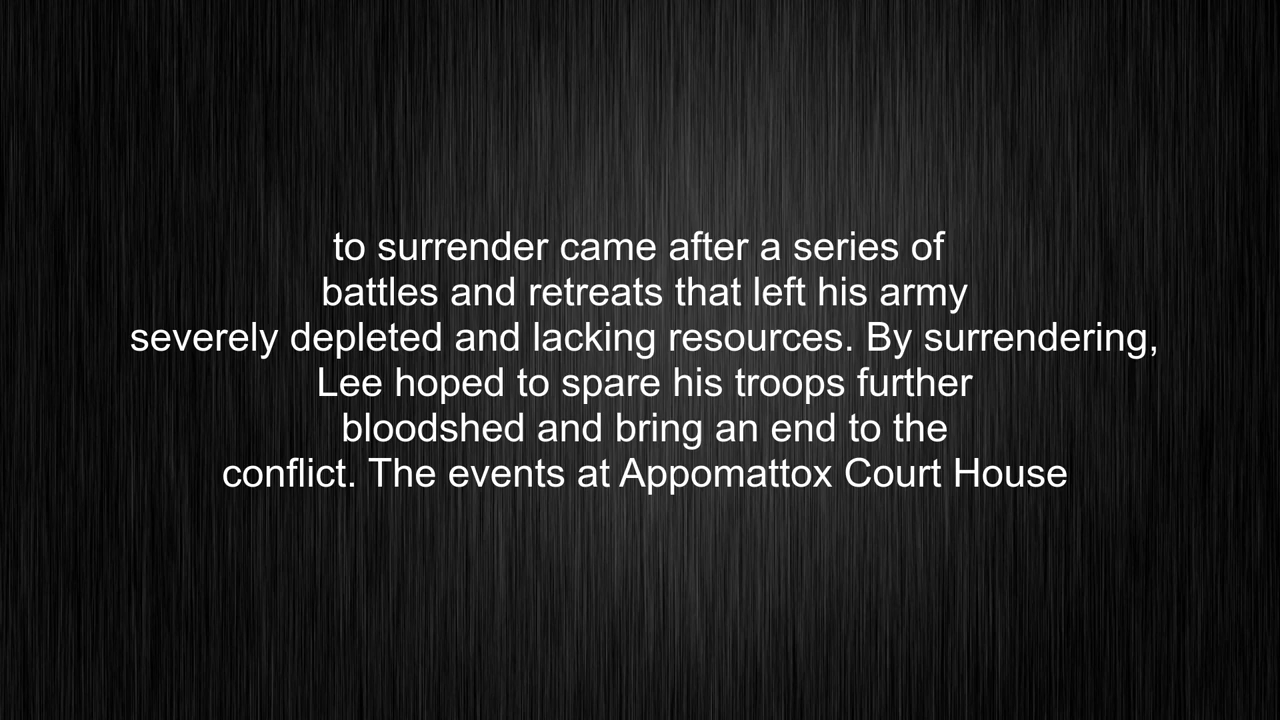 to surrender came after a series of
battles and retreats that left his army
severely depleted and lacking resources. By surrendering,
Lee hoped to spare his troops further
bloodshed and bring an end to the
conflict. The events at Appomattox Court House